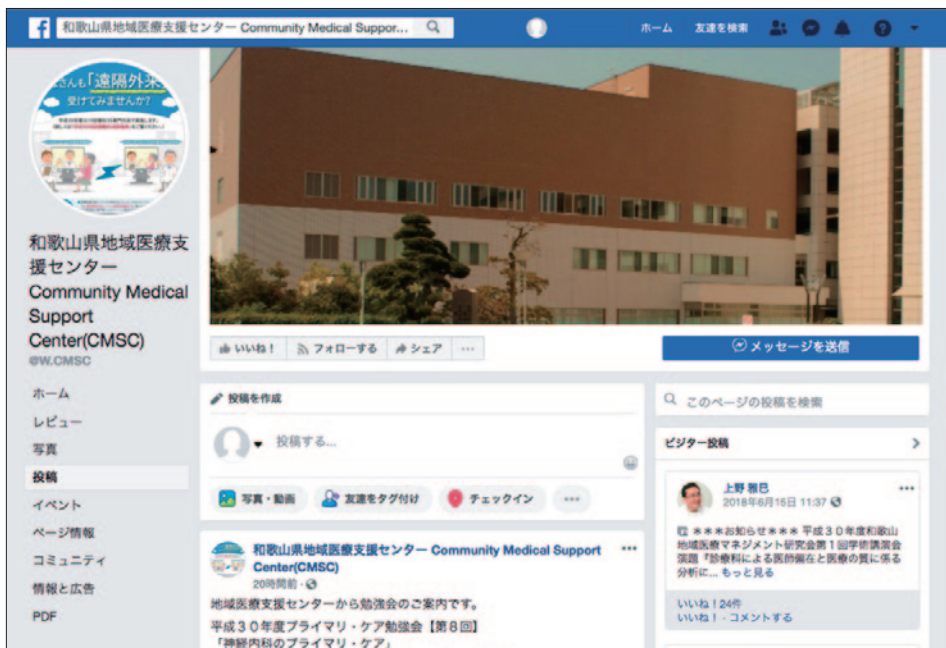 和歌山県地域医療支援センター Community Medical Suppor...
ホーム
友達を検索
「遠隔外来」
受けてみませんか?
和歌山県地域医療支
援センター
Community Medical
Support
Center(CMSC)
@W.CMSC
ホーム
レビュー
写真
投稿
イベント
ページ情報
コミュニティ
情報と広告
PDF
いいね！
フォローする
シェア
メッセージを送信
投稿を作成
投稿する...
写真・動画
友達をタグ付け
チェックイン
和歌山県地域医療支援センター Community Medical Support
Center(CMSC)
20時間前
地域医療支援センターから勉強会のご案内です。
平成３０年度プライマリ・ケア勉強会【第８回】
「神経内科のプライマリ・ケア」
このページの投稿を検索
ビジター投稿
上野 雅巳
2018年6月15日 11:37
＊＊＊お知らせ＊＊＊ 平成３０年度和歌山
地域医療マネジメント研究会第１回学術講演会
演題『診療科による医師偏在と医療の質に係る
分析に... もっと見る
いいね！24件
いいね！ · コメントする